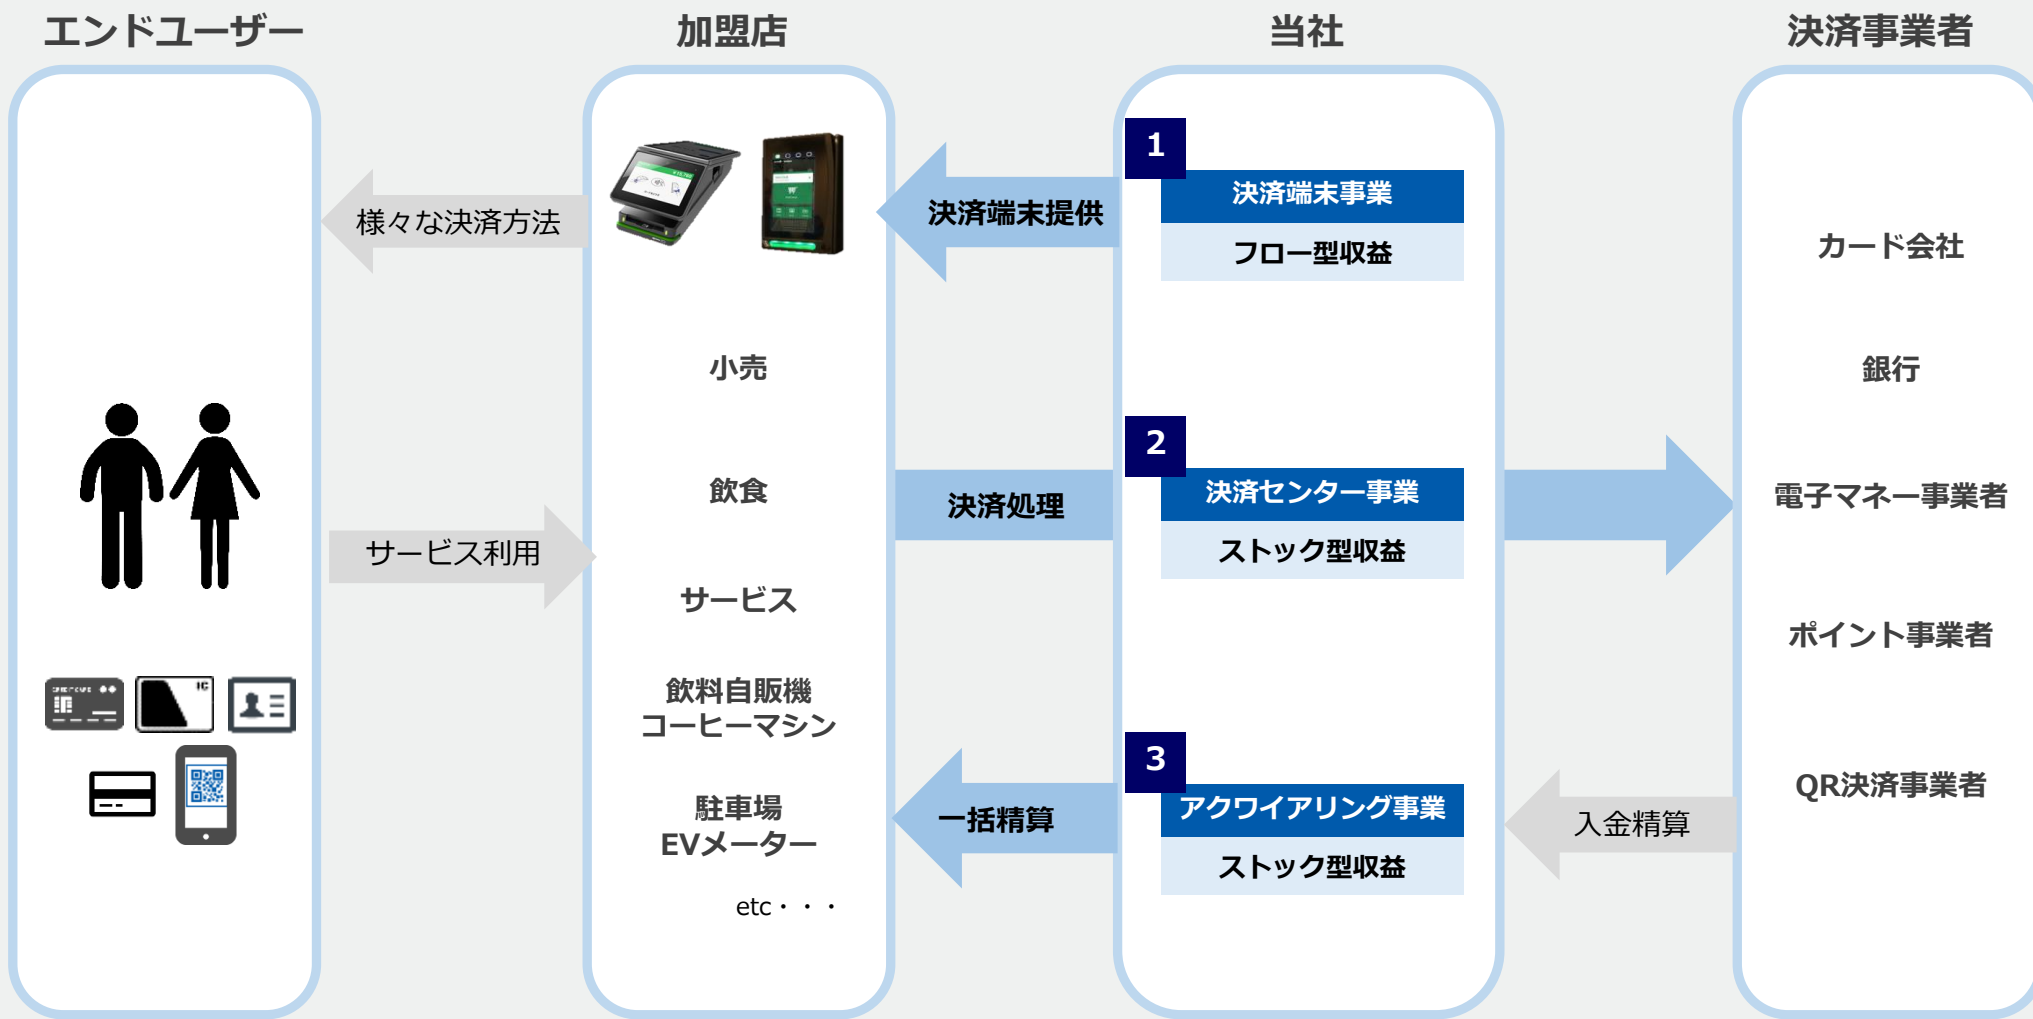 エンドユーザー
加盟店
当社
決済事業者
様々な決済方法
サービス利用
小売
飲食
サービス
飲料自販機
コーヒーマシン
駐車場
EVメーター
etc・・・
決済端末提供
決済処理
一括精算
1
決済端末事業
フロー型収益
2
決済センター事業
ストック型収益
3
アクワイアリング事業
ストック型収益
入金精算
カード会社
銀行
電子マネー事業者
ポイント事業者
QR決済事業者
IC